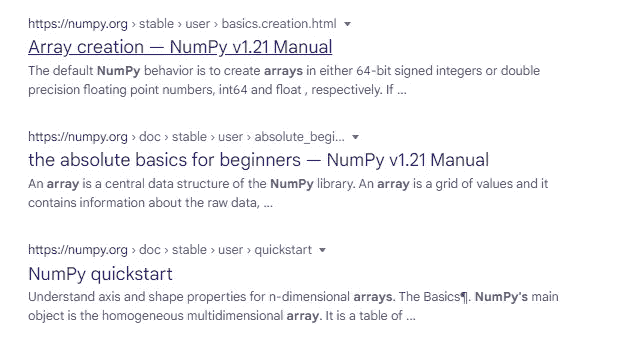 https://numpy.org › stable › user › basics.creation.html
Array creation — NumPy v1.21 Manual
The default NumPy behavior is to create arrays in either 64-bit signed integers or double
precision floating point numbers, int64 and float , respectively. If ...
https://numpy.org › doc › stable › user › absolute_begi...
the absolute basics for beginners — NumPy v1.21 Manual
An array is a central data structure of the NumPy library. An array is a grid of values and it
contains information about the raw data, ...
https://numpy.org › doc › stable › user › quickstart
NumPy quickstart
Understand axis and shape properties for n-dimensional arrays. The Basics¶. NumPy's main
object is the homogeneous multidimensional array. It is a table of ...